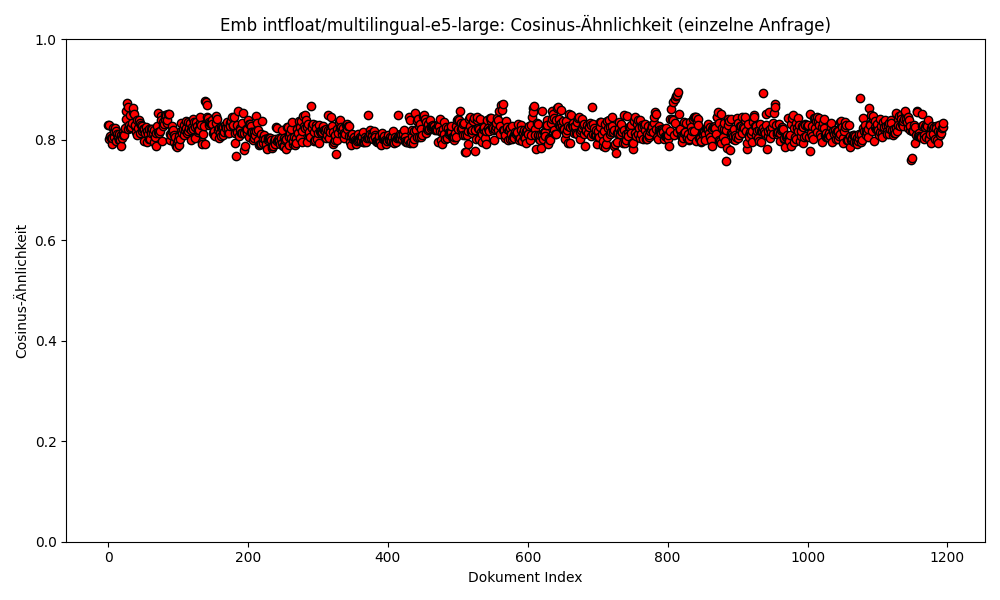 Emb intfloat/multilingual-e5-large: Cosinus-Ähnlichkeit (einzelne Anfrage)
1.0
0.8
0.6
0.4
0.2
0.0
Cosinus-Ähnlichkeit
0 200 400 600 800 1000 1200
Dokument Index